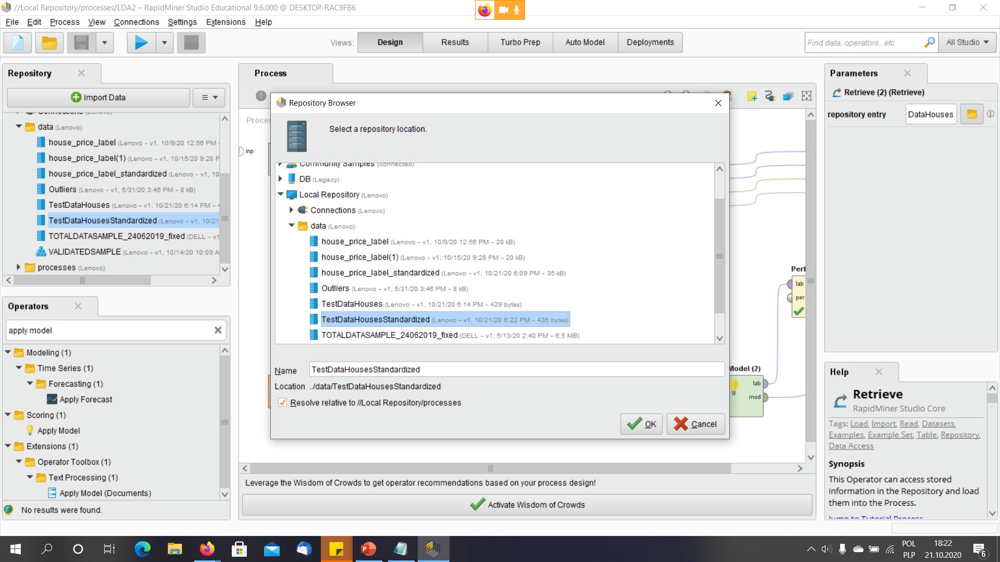 //Local Repository/processes/LDA2 – RapidMiner Studio Educational 9.6.000 @ DESKTOP-RAC9FB6
File Edit Process View Connections Settings Extensions Help
Views: Design Results Turbo Prep Auto Model Deployments
Find data, operators...etc All Studio
Repository
Import Data
Connections (Lenovo)
data (Lenovo)
house_price_label (Lenovo – v1, 10/9/20 12:56 PM -
house_price_label(1) (Lenovo – v1, 10/15/20 9:28 P
house_price_label_standardized (Lenovo – v1, 10
Outliers (Lenovo – v1, 5/31/20 3:46 PM – 8 kB)
TestDataHouses (Lenovo – v1, 10/21/20 6:14 PM – 4
TestDataHousesStandardized (Lenovo – v1, 10/21
TOTALDATASAMPLE_24062019_fixed (DELL – v1
VALIDATEDSAMPLE (Lenovo – v1, 10/14/20 10:09 A
processes (Lenovo)
Operators
apply model
Modeling (1)
Time Series (1)
Forecasting (1)
Apply Forecast
Scoring (1)
Apply Model
Extensions (1)
Operator Toolbox (1)
Text Processing (1)
Apply Model (Documents)
No results were found.
Process
Proces
inp
Repository Browser
Select a repository location.
Community Samples (connected)
DB (Legacy)
Local Repository (Lenovo)
Connections (Lenovo)
data (Lenovo)
house_price_label (Lenovo – v1, 10/9/20 12:56 PM – 20 kB)
house_price_label(1) (Lenovo – v1, 10/15/20 9:28 PM – 20 kB)
house_price_label_standardized (Lenovo – v1, 10/21/20 6:09 PM – 35 kB)
Outliers (Lenovo – v1, 5/31/20 3:46 PM – 8 kB)
TestDataHouses (Lenovo – v1, 10/21/20 6:14 PM – 429 bytes)
TestDataHousesStandardized (Lenovo – v1, 10/21/20 6:22 PM – 435 bytes)
TOTALDATASAMPLE_24062019_fixed (DELL – v1, 5/13/20 2:40 PM – 6.5 MB)
Name TestDataHousesStandardized
Location ../data/TestDataHousesStandardized
Resolve relative to //Local Repository/processes
OK Cancel
Perf
lab
per
Model (2)
lab
mod
Leverage the Wisdom of Crowds to get operator recommendations based on your process design!
Activate Wisdom of Crowds
Parameters
Retrieve (2) (Retrieve)
repository entry DataHouses
Help
Retrieve
RapidMiner Studio Core
Tags: Load, Import, Read, Datasets,
Examples, Example Set, Table, Repository,
Data Access
Synopsis
This Operator can access stored
information in the Repository and load
them into the Process.
Jump to Tutorial Process
POL
PLP
18:22
21.10.2020
6